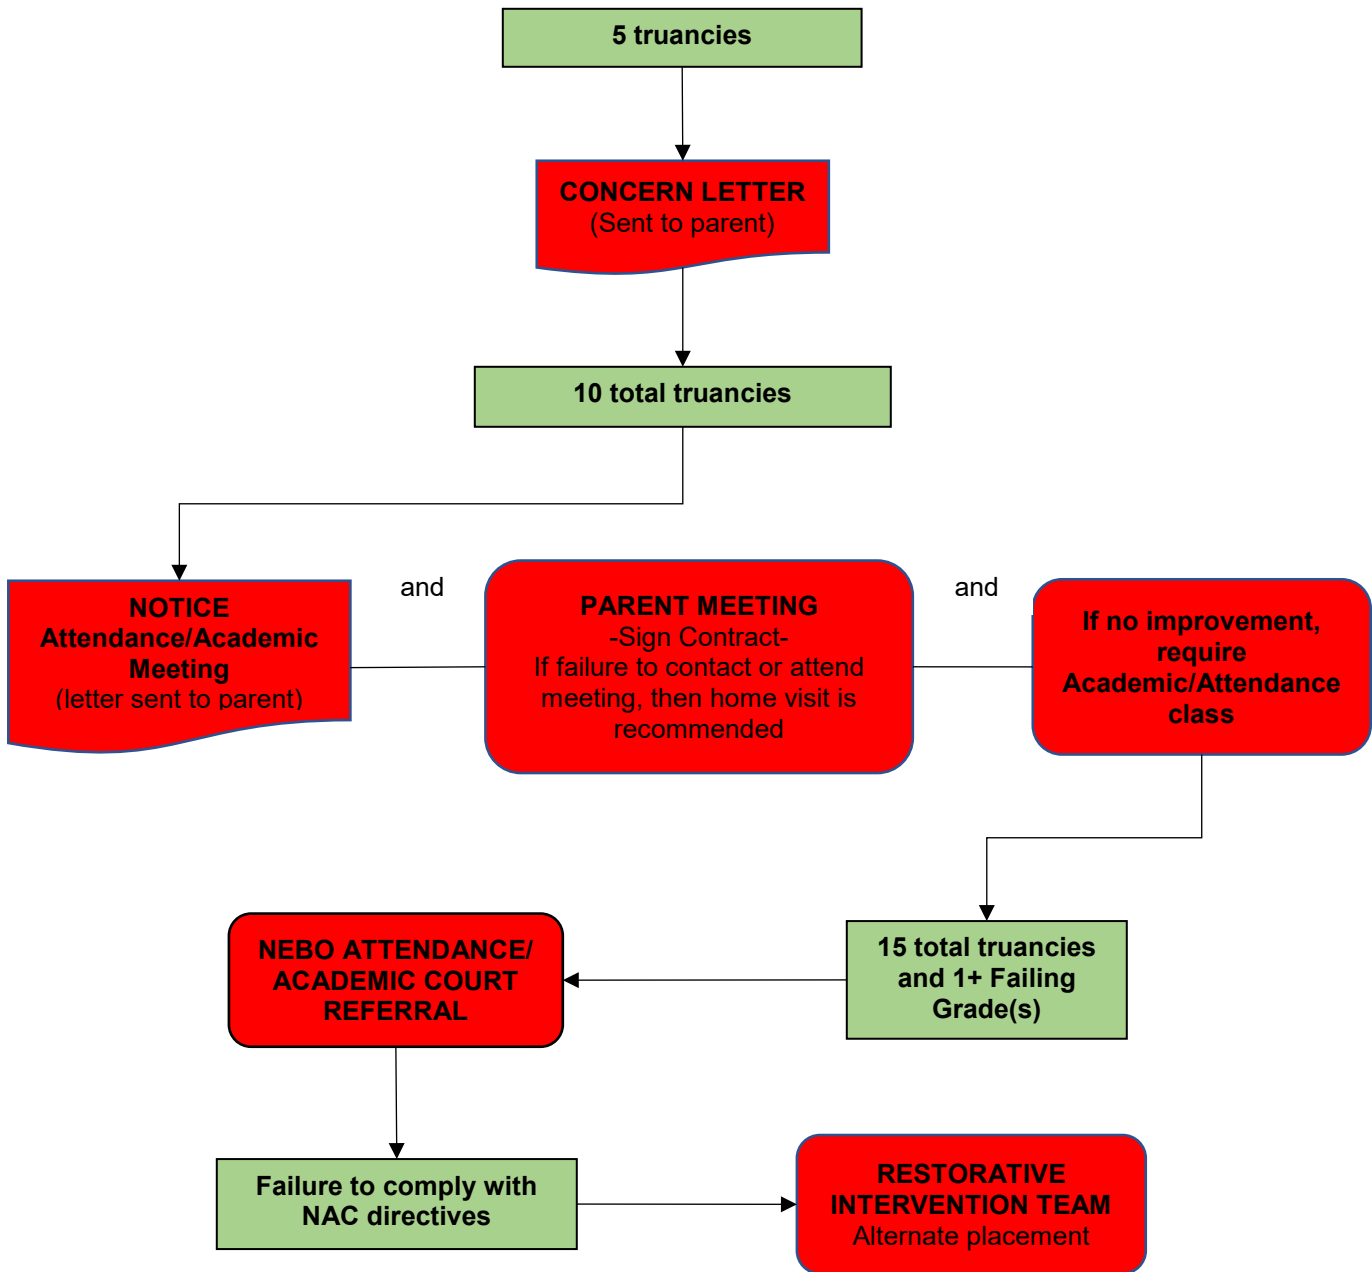 5 truancies
CONCERN LETTER
(Sent to parent)
10 total truancies
NOTICE
Attendance/Academic
Meeting
(letter sent to parent)
and
PARENT MEETING
-Sign Contract-
If failure to contact or attend
meeting, then home visit is
recommended
and
If no improvement,
require
Academic/Attendance
class
15 total truancies
and 1+ Failing
Grade(s)
NEBO ATTENDANCE/
ACADEMIC COURT
REFERRAL
Failure to comply with
NAC directives
RESTORATIVE
INTERVENTION TEAM
Alternate placement